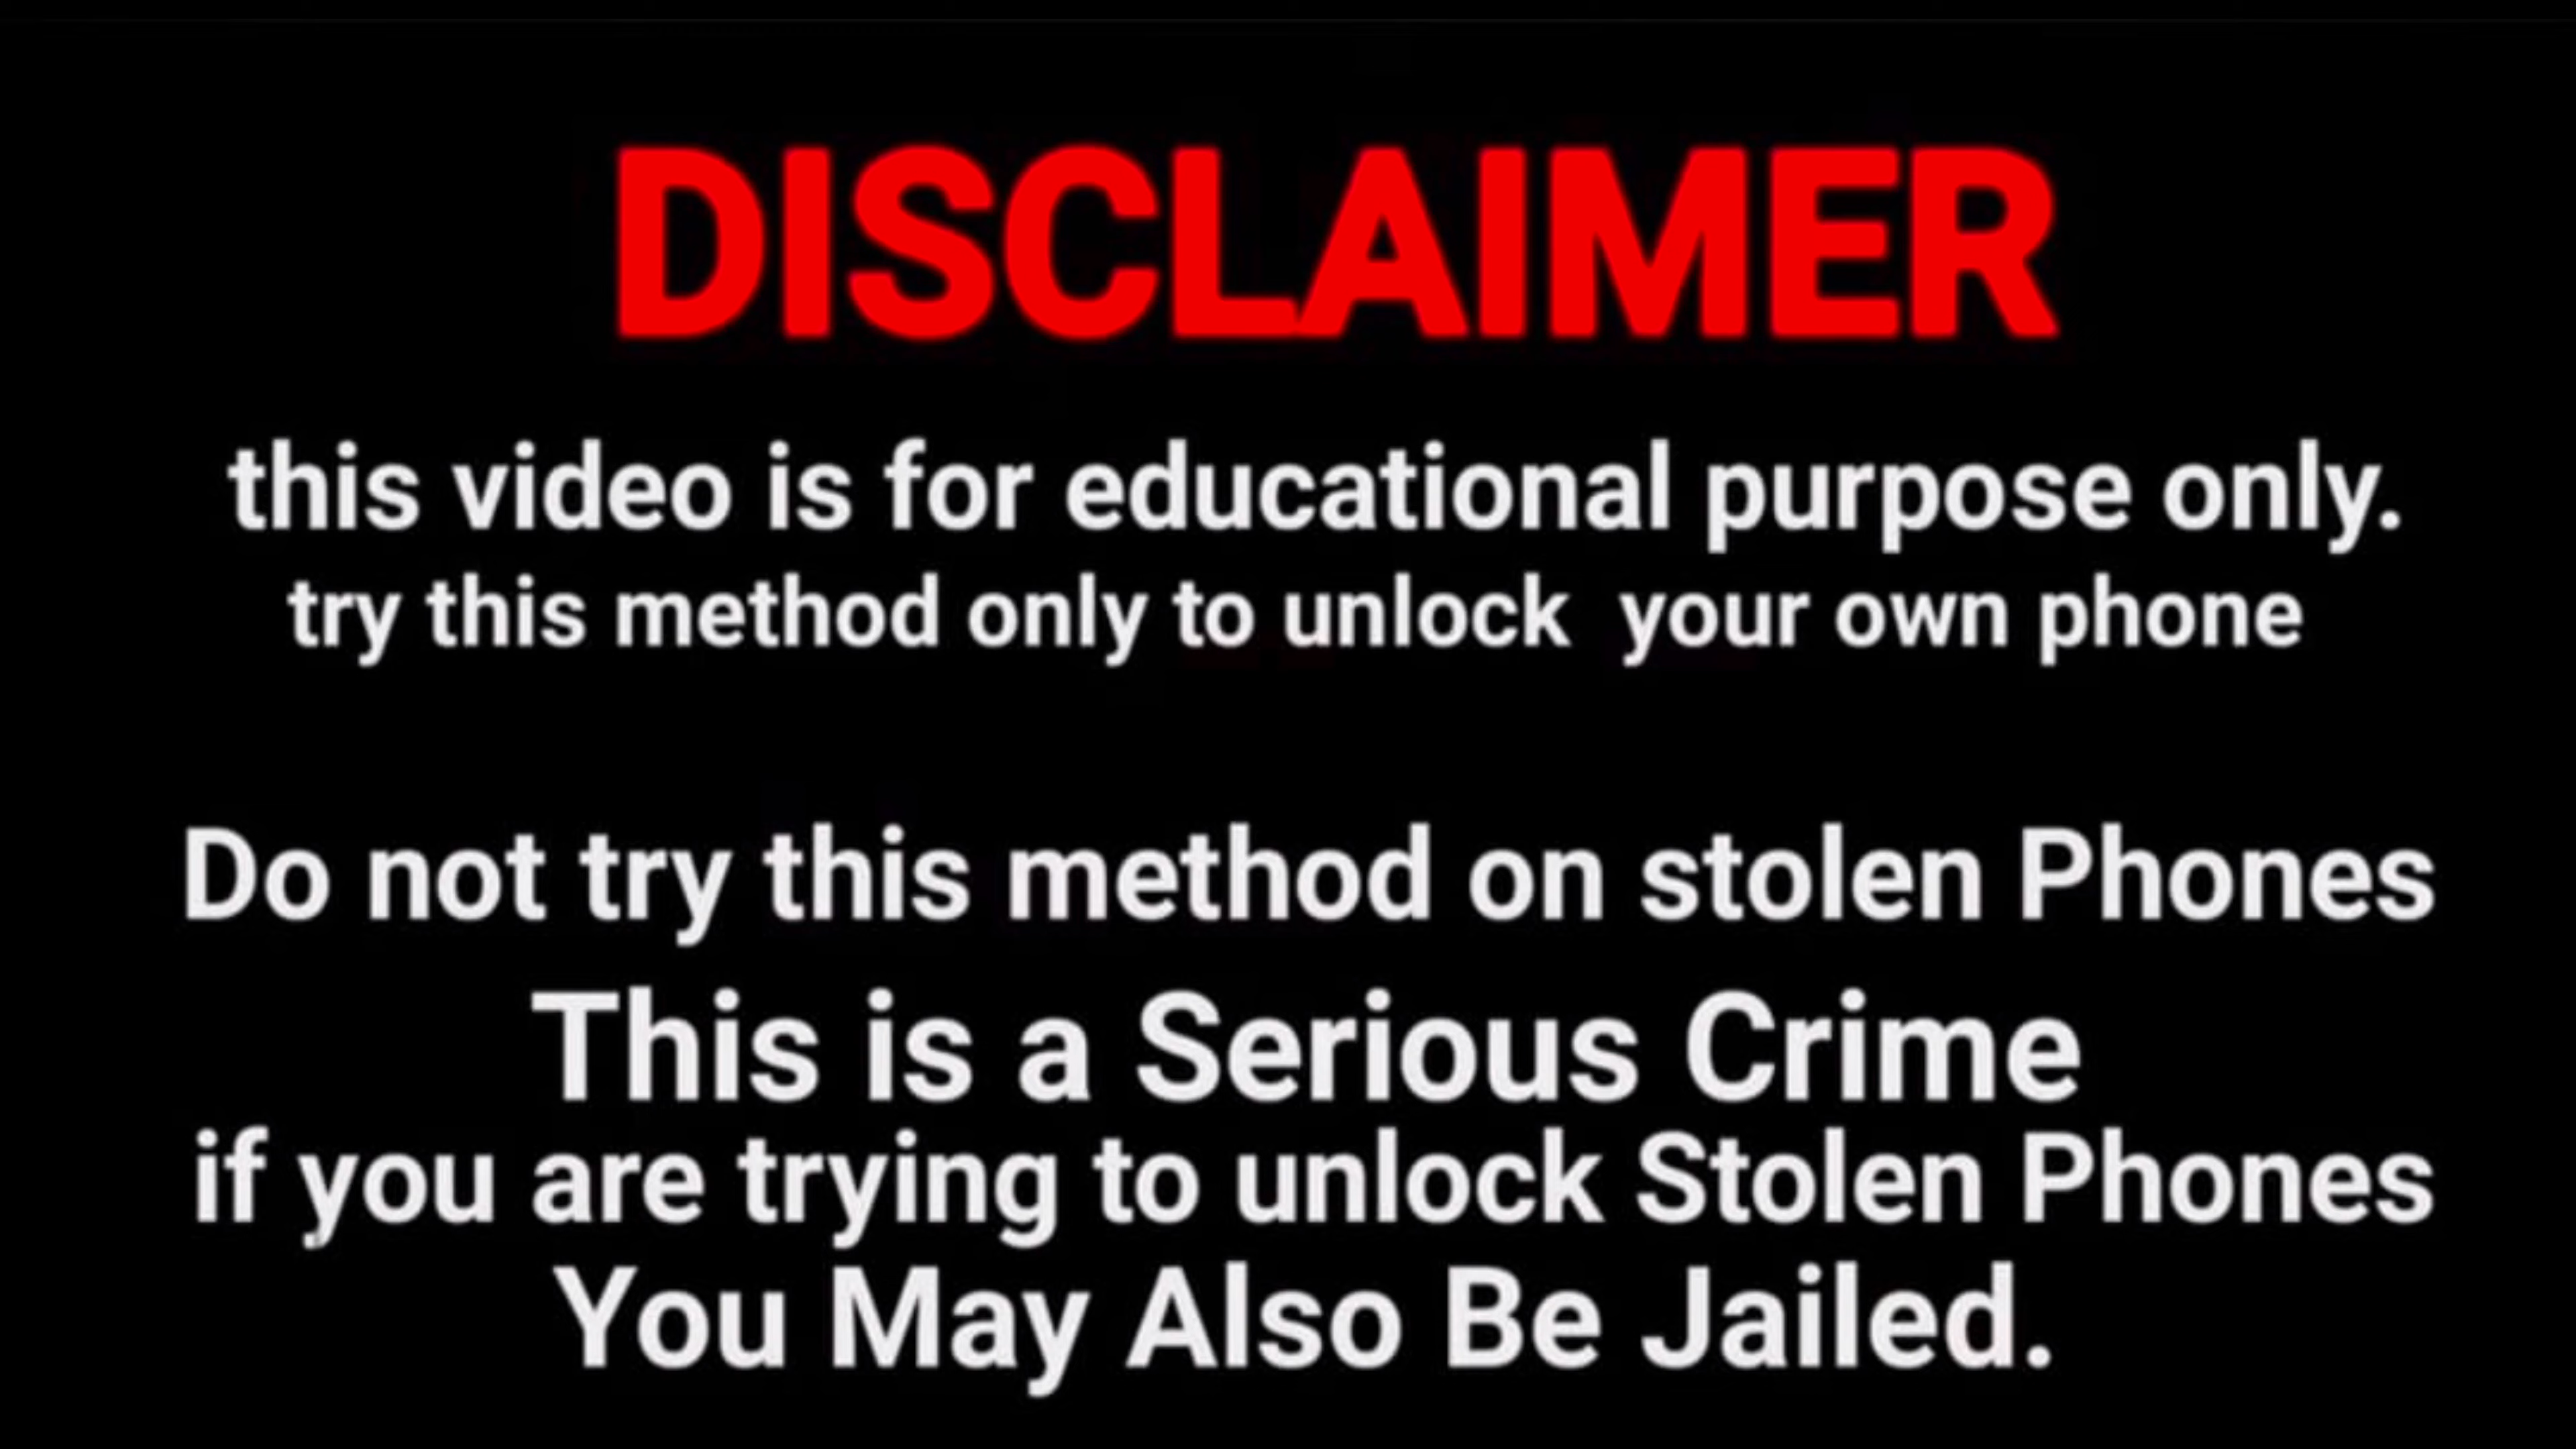 DISCLAIMER
this video is for educational purpose only.
try this method only to unlock  your own phone
Do not try this method on stolen Phones
This is a Serious Crime
if you are trying to unlock Stolen Phones
You May Also Be Jailed.